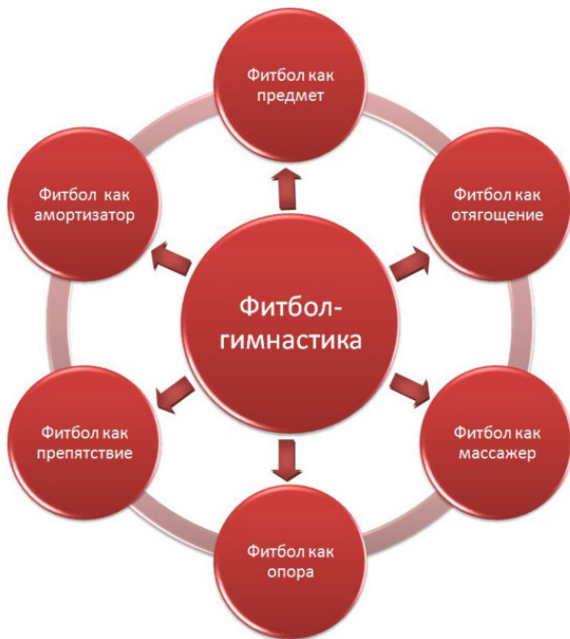 Фитбол как
предмет
Фитбол как
амортизатор
Фитбол как
отягощение
Фитбол-
гимнастика
Фитбол как
препятствие
Фитбол как
массажер
Фитбол как
опора